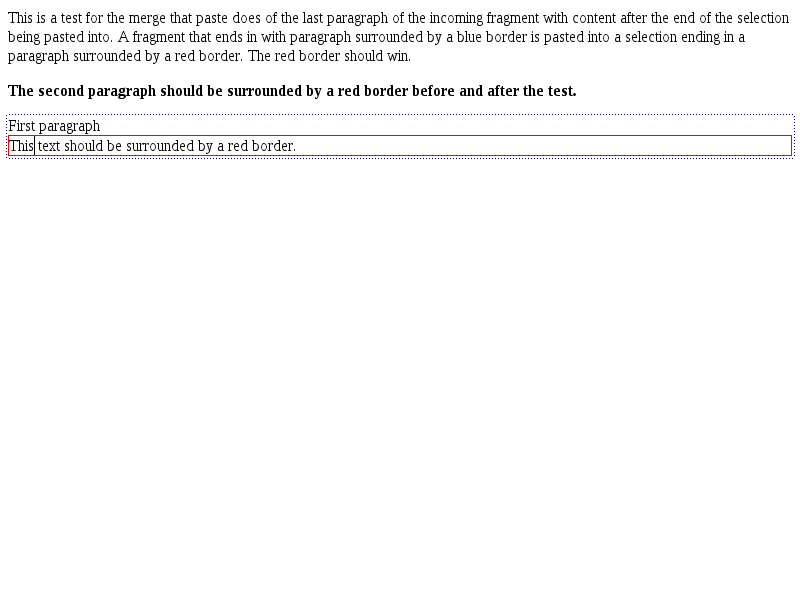 This is a test for the merge that paste does of the last paragraph of the incoming fragment with content after the end of the selection
being pasted into. A fragment that ends in with paragraph surrounded by a blue border is pasted into a selection ending in a
paragraph surrounded by a red border. The red border should win.
The second paragraph should be surrounded by a red border before and after the test.
First paragraph
This text should be surrounded by a red border.